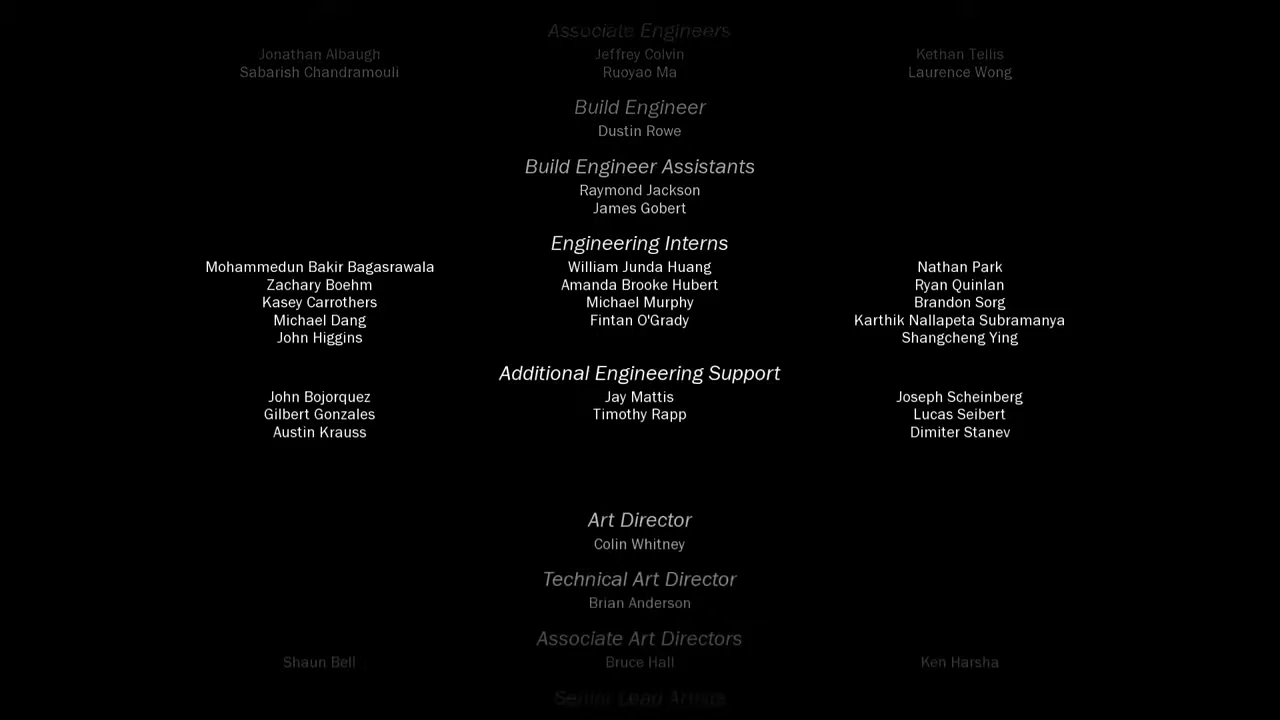 Associate Engineers
Jonathan Albaugh Jeffrey Colvin Kethan Tellis
Sabarish Chandramouli Ruoyao Ma Laurence Wong
Build Engineer
Dustin Rowe
Build Engineer Assistants
Raymond Jackson
James Gobert
Engineering Interns
Mohammedun Bakir Bagasrawala William Junda Huang Nathan Park
Zachary Boehm Amanda Brooke Hubert Ryan Quinlan
Kasey Carrothers Michael Murphy Brandon Sorg
Michael Dang Fintan O'Grady Karthik Nallapeta Subramanya
John Higgins Shangcheng Ying
Additional Engineering Support
John Bojorquez Jay Mattis Joseph Scheinberg
Gilbert Gonzales Timothy Rapp Lucas Seibert
Austin Krauss Dimiter Stanev
Art Director
Colin Whitney
Technical Art Director
Brian Anderson
Associate Art Directors
Shaun Bell Bruce Hall Ken Harsha
Senior Lead Artists